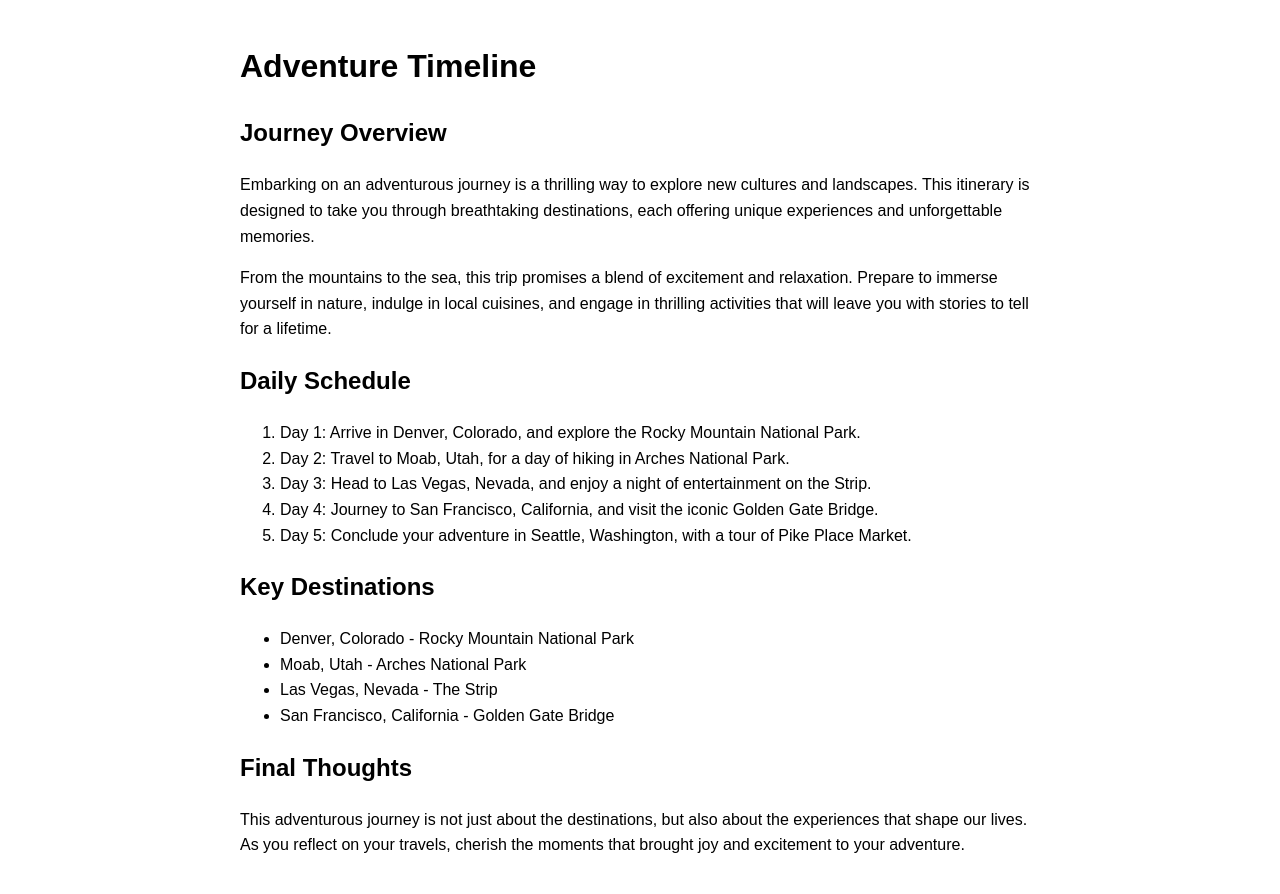 Adventure Timeline
Journey Overview
Embarking on an adventurous journey is a thrilling way to explore new cultures and landscapes. This itinerary is
designed to take you through breathtaking destinations, each offering unique experiences and unforgettable
memories.
From the mountains to the sea, this trip promises a blend of excitement and relaxation. Prepare to immerse
yourself in nature, indulge in local cuisines, and engage in thrilling activities that will leave you with stories to tell
for a lifetime.
Daily Schedule
1. Day 1: Arrive in Denver, Colorado, and explore the Rocky Mountain National Park.
2. Day 2: Travel to Moab, Utah, for a day of hiking in Arches National Park.
3. Day 3: Head to Las Vegas, Nevada, and enjoy a night of entertainment on the Strip.
4. Day 4: Journey to San Francisco, California, and visit the iconic Golden Gate Bridge.
5. Day 5: Conclude your adventure in Seattle, Washington, with a tour of Pike Place Market.
Key Destinations
• Denver, Colorado - Rocky Mountain National Park
• Moab, Utah - Arches National Park
• Las Vegas, Nevada - The Strip
• San Francisco, California - Golden Gate Bridge
Final Thoughts
This adventurous journey is not just about the destinations, but also about the experiences that shape our lives.
As you reflect on your travels, cherish the moments that brought joy and excitement to your adventure.